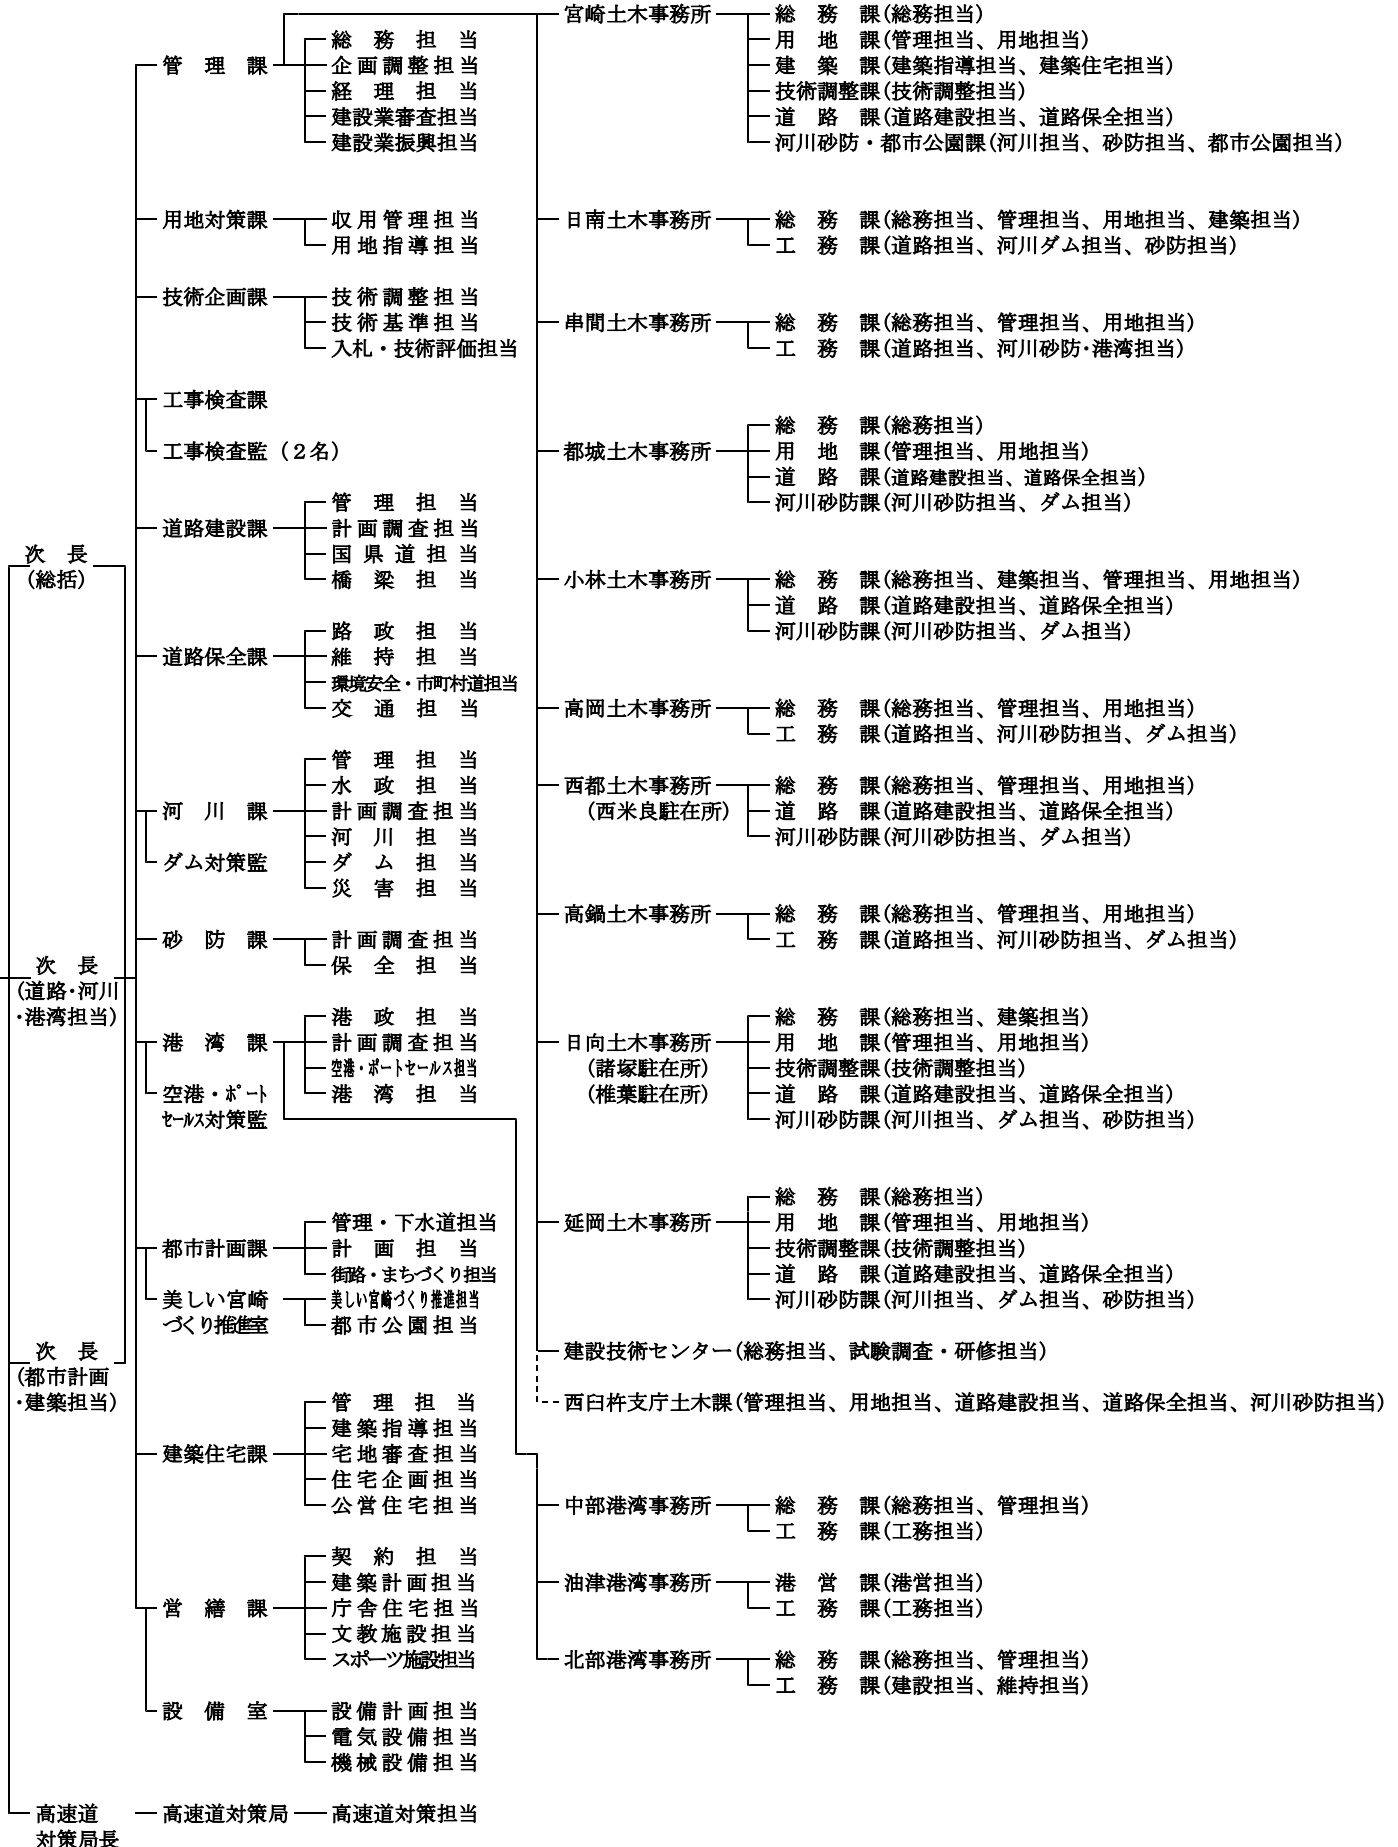 次　長
(総括)
次　長
(道路・河川
・港湾担当)
次　長
(都市計画
・建築担当)
高速道
対策局長
管　理　課
総　務　担　当
企画調整担当
経　理　担　当
建設業審査担当
建設業振興担当
用地対策課
収用管理担当
用地指導担当
技術企画課
技術調整担当
技術基準担当
入札・技術評価担当
工事検査課
工事検査監（２名）
道路建設課
管　理　担　当
計画調査担当
国県道担当
橋　梁　担　当
道路保全課
路　政　担　当
維　持　担　当
環境安全・市町村道担当
交　通　担　当
河　川　課
ダム対策監
管　理　担　当
水　政　担　当
計画調査担当
河　川　担　当
ダ　ム　担　当
災　害　担　当
砂　防　課
計画調査担当
保　全　担　当
港　湾　課
空港・ﾎﾟｰﾄ
ｾｰﾙｽ対策監
港　政　担　当
計画調査担当
空港・ポートセールス担当
港　湾　担　当
都市計画課
管理・下水道担当
計　画　担　当
街路・まちづくり担当
美しい宮崎
づくり推進室
美しい宮崎づくり推進担当
都市公園担当
建築住宅課
管　理　担　当
建築指導担当
宅地審査担当
住宅企画担当
公営住宅担当
営　繕　課
契　約　担　当
建築計画担当
庁舎住宅担当
文教施設担当
スポーツ施設担当
設　備　室
設備計画担当
電気設備担当
機械設備担当
高速道対策局
高速道対策担当
宮崎土木事務所
総　務　課(総務担当)
用　地　課(管理担当、用地担当)
建　築　課(建築指導担当、建築住宅担当)
技術調整課(技術調整担当)
道　路　課(道路建設担当、道路保全担当)
河川砂防・都市公園課(河川担当、砂防担当、都市公園担当)
日南土木事務所
総　務　課(総務担当、管理担当、用地担当、建築担当)
工　務　課(道路担当、河川ダム担当、砂防担当)
串間土木事務所
総　務　課(総務担当、管理担当、用地担当)
工　務　課(道路担当、河川砂防・港湾担当)
都城土木事務所
総　務　課(総務担当)
用　地　課(管理担当、用地担当)
道　路　課(道路建設担当、道路保全担当)
河川砂防課(河川砂防担当、ダム担当)
小林土木事務所
総　務　課(総務担当、建築担当、管理担当、用地担当)
道　路　課(道路建設担当、道路保全担当)
河川砂防課(河川砂防担当、ダム担当)
高岡土木事務所
総　務　課(総務担当、管理担当、用地担当)
工　務　課(道路担当、河川砂防担当、ダム担当)
西都土木事務所
(西米良駐在所)
総　務　課(総務担当、管理担当、用地担当)
道　路　課(道路建設担当、道路保全担当)
河川砂防課(河川砂防担当、ダム担当)
高鍋土木事務所
総　務　課(総務担当、管理担当、用地担当)
工　務　課(道路担当、河川砂防担当、ダム担当)
日向土木事務所
(諸塚駐在所)
(椎葉駐在所)
総　務　課(総務担当、建築担当)
用　地　課(管理担当、用地担当)
技術調整課(技術調整担当)
道　路　課(道路建設担当、道路保全担当)
河川砂防課(河川担当、ダム担当、砂防担当)
延岡土木事務所
総　務　課(総務担当)
用　地　課(管理担当、用地担当)
技術調整課(技術調整担当)
道　路　課(道路建設担当、道路保全担当)
河川砂防課(河川担当、ダム担当、砂防担当)
建設技術センター(総務担当、試験調査・研修担当)
西臼杵支庁土木課(管理担当、用地担当、道路建設担当、道路保全担当、河川砂防担当)
中部港湾事務所
総　務　課(総務担当、管理担当)
工　務　課(工務担当)
油津港湾事務所
港　営　課(港営担当)
工　務　課(工務担当)
北部港湾事務所
総　務　課(総務担当、管理担当)
工　務　課(建設担当、維持担当)